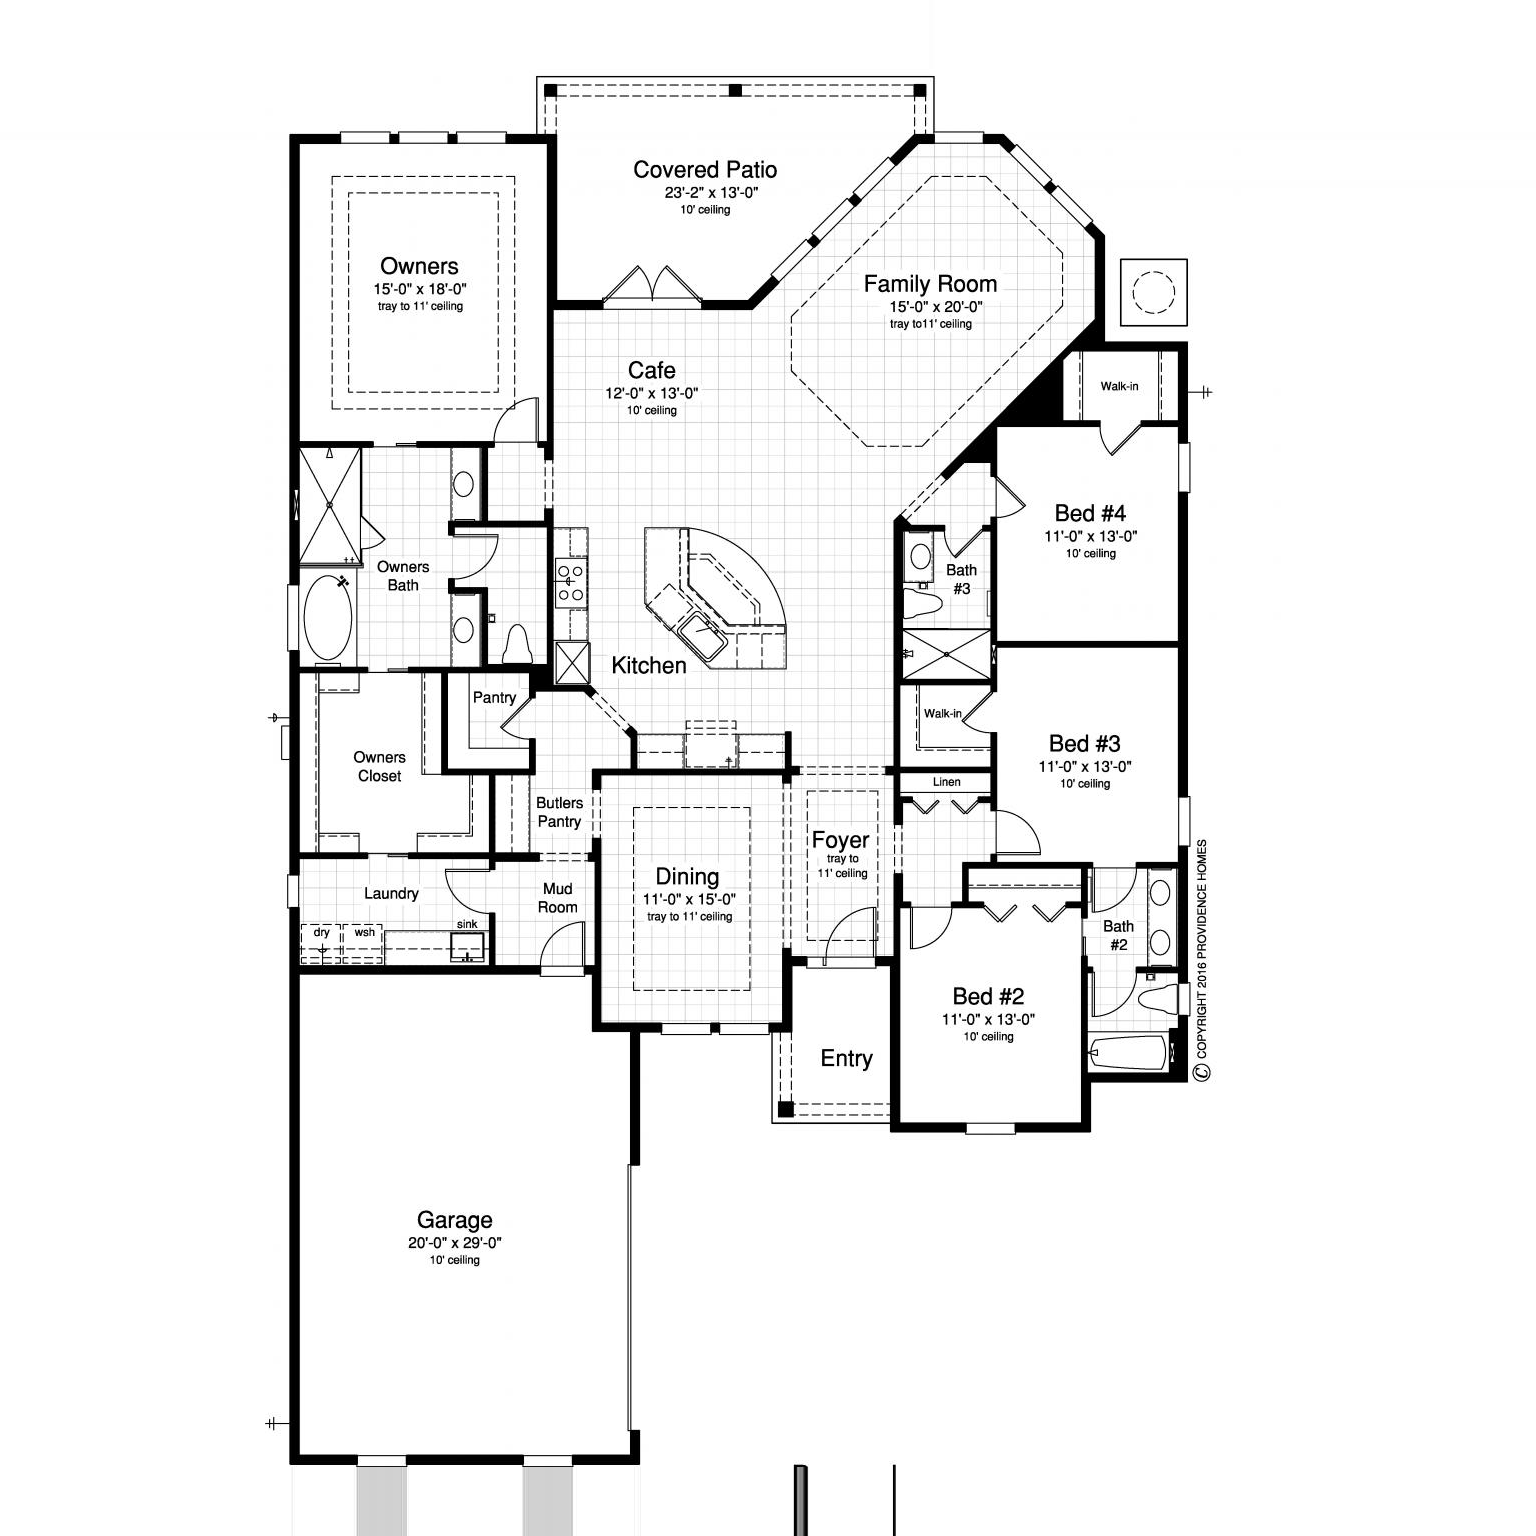 Covered Patio
23'-2" x 13'-0"
10' ceiling
Owners
15'-0" x 18'-0"
tray to 11' ceiling
Family Room
15'-0" x 20'-0"
tray to11' ceiling
Cafe
12'-0" x 13'-0"
10' ceiling
Walk-in
Bed #4
11'-0" x 13'-0"
10' ceiling
Owners
Bath
Bath
#3
Kitchen
Pantry
Walk-in
Owners
Closet
Bed #3
11'-0" x 13'-0"
10' ceiling
Linen
Butlers
Pantry
Foyer
tray to
11' ceiling
Dining
11'-0" x 15'-0"
tray to 11' ceiling
Laundry
Mud
Room
dry
wsh
sink
Bath
#2
Bed #2
11'-0" x 13'-0"
10' ceiling
Entry
© COPYRIGHT 2016 PROVIDENCE HOMES
Garage
20'-0" x 29'-0"
10' ceiling